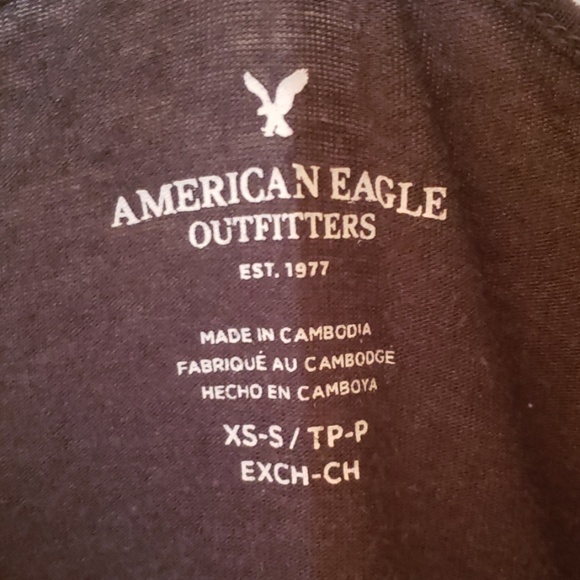 AMERICAN EAGLE
OUTFITTERS
EST. 1977
MADE IN CAMBODIA
FABRIQUÉ AU CAMBODGE
HECHO EN CAMBOYA
XS-S / TP-P
EXCH-CH